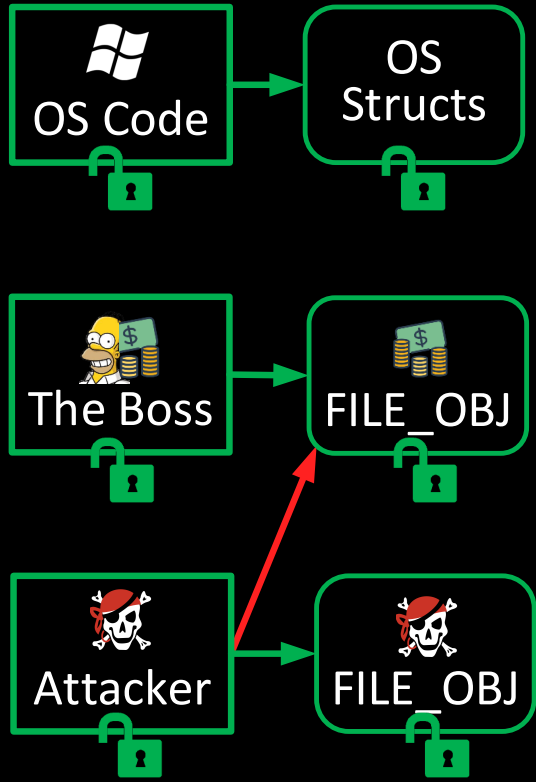 OS Code
OS
Structs
$
The Boss
$
FILE_OBJ
Attacker
FILE_OBJ